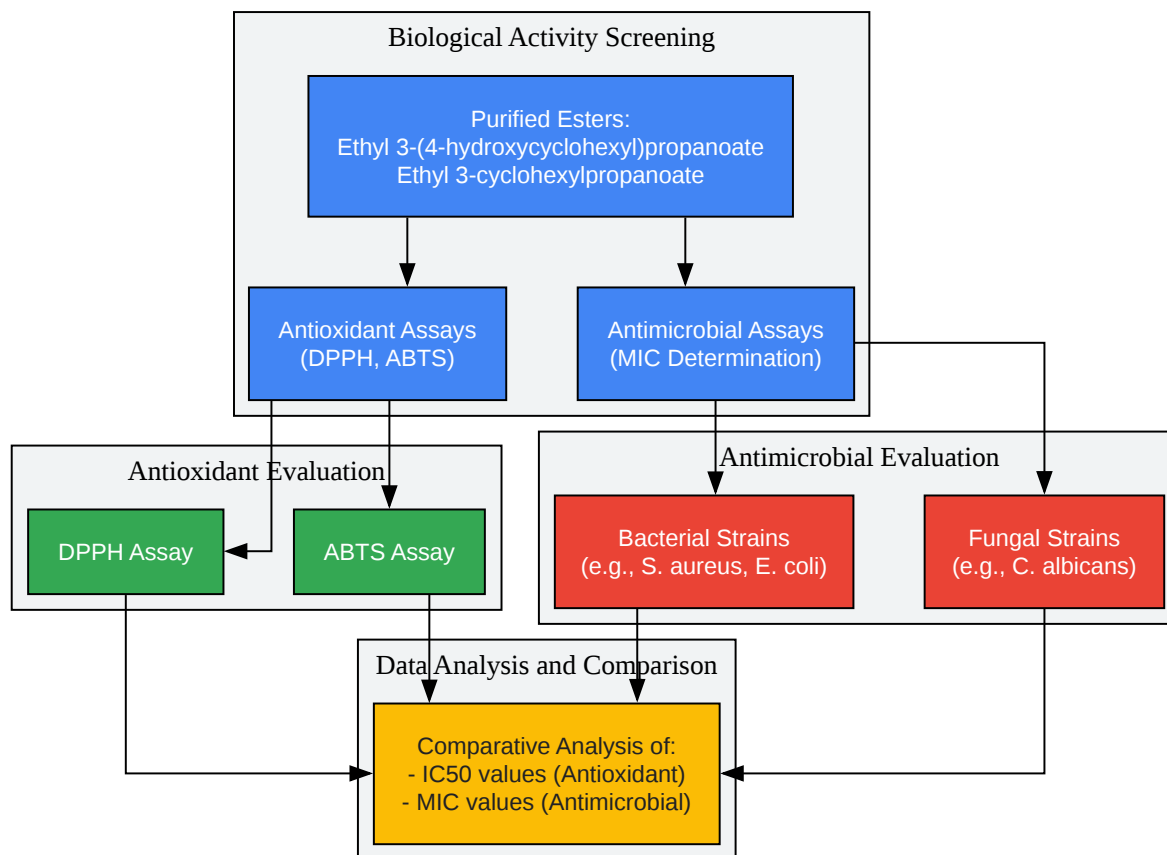 Biological Activity Screening
Purified Esters:
Ethyl 3-(4-hydroxycyclohexyl)propanoate
Ethyl 3-cyclohexylpropanoate
Antioxidant Assays
(DPPH, ABTS)
Antimicrobial Assays
(MIC Determination)
Antioxidant Evaluation
DPPH Assay
ABTS Assay
Antimicrobial Evaluation
Bacterial Strains
(e.g., S. aureus, E. coli)
Fungal Strains
(e.g., C. albicans)
Data Analysis and Comparison
Comparative Analysis of:
- IC50 values (Antioxidant)
- MIC values (Antimicrobial)